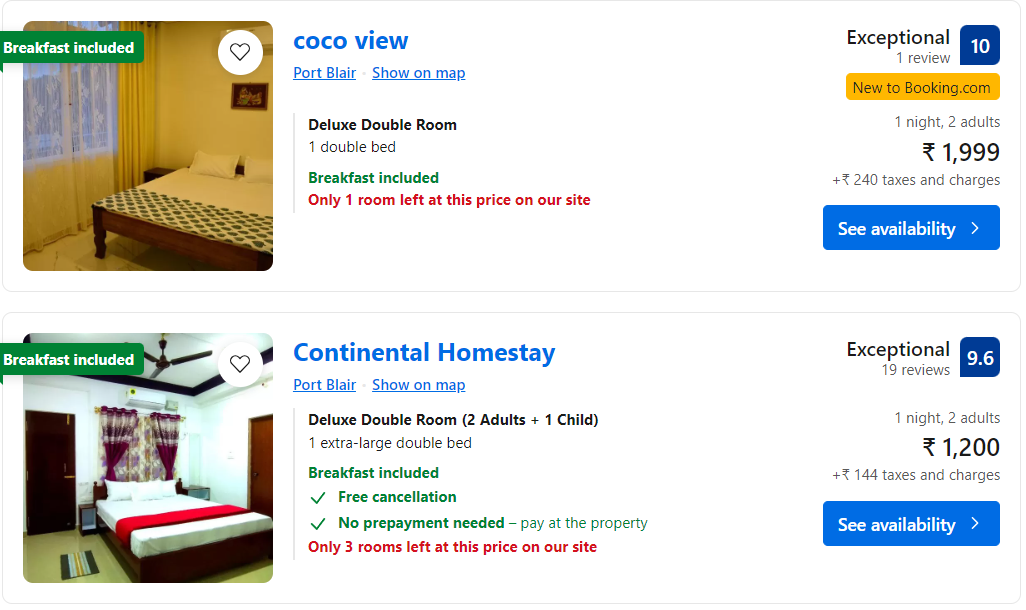 Breakfast included
coco view
Port Blair · Show on map
Deluxe Double Room
1 double bed
Breakfast included
Only 1 room left at this price on our site
Exceptional
1 review
10
New to Booking.com
1 night, 2 adults
₹ 1,999
+₹ 240 taxes and charges
See availability
Breakfast included
Continental Homestay
Port Blair · Show on map
Deluxe Double Room (2 Adults + 1 Child)
1 extra-large double bed
Breakfast included
Free cancellation
No prepayment needed – pay at the property
Only 3 rooms left at this price on our site
Exceptional
19 reviews
9.6
1 night, 2 adults
₹ 1,200
+₹ 144 taxes and charges
See availability